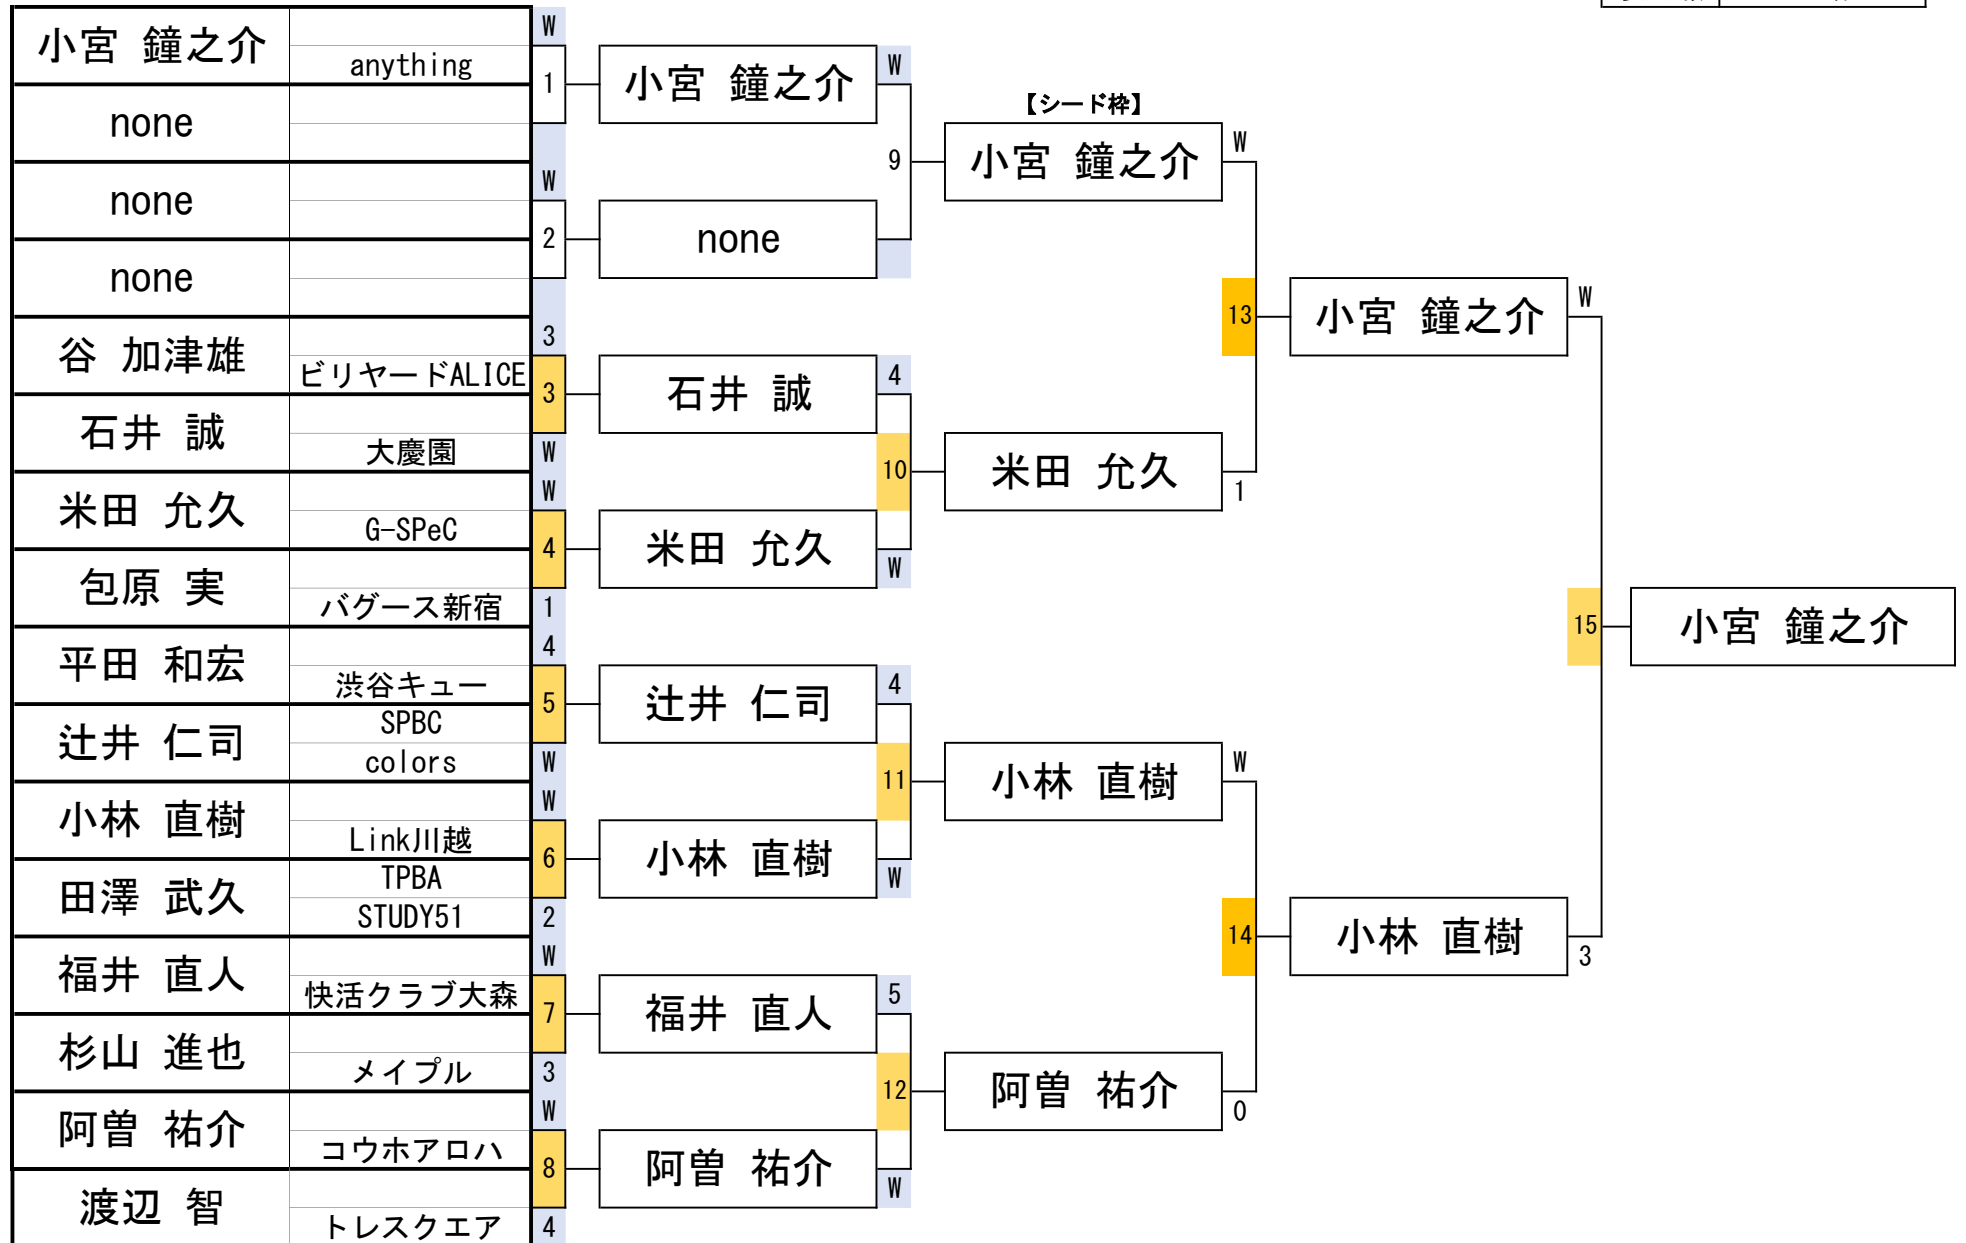 小宮 鐘之介
anything
W
1
none
none
W
2
none
谷 加津雄
ビリヤードALICE
3
3
石井 誠
大慶園
W
米田 允久
G-SPeC
W
4
包原 実
バグース新宿
1
平田 和宏
渋谷キュー
4
5
辻井 仁司
SPBC
colors
W
小林 直樹
Link川越
W
6
田澤 武久
TPBA
STUDY51
2
福井 直人
快活クラブ大森
W
7
杉山 進也
メイプル
3
阿曽 祐介
コウホアロハ
W
8
渡辺 智
トレスクエア
4
小宮 鐘之介
W
9
none
石井 誠
4
10
米田 允久
W
辻井 仁司
4
11
小林 直樹
W
福井 直人
5
12
阿曽 祐介
W
【シード枠】
小宮 鐘之介
W
13
米田 允久
1
小林 直樹
W
14
阿曽 祐介
0
小宮 鐘之介
W
15
小林 直樹
3
小宮 鐘之介